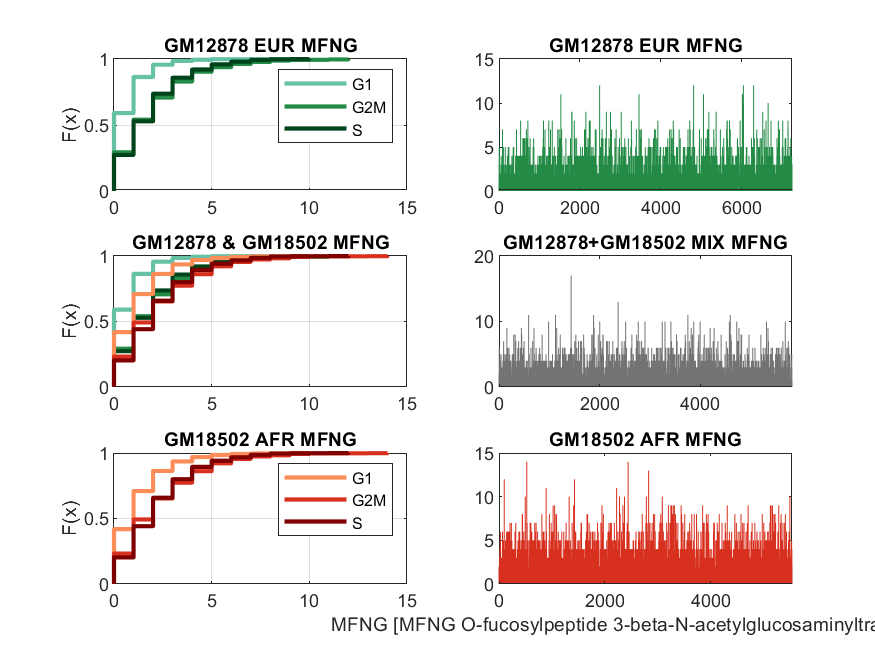 GM12878 EUR MFNG
F(x)
1
0.5
0
0 5 10 15
G1
G2M
S
GM12878 EUR MFNG
15
10
5
0
0 2000 4000 6000
GM12878 & GM18502 MFNG
F(x)
1
0.5
0
0 5 10 15
GM12878+GM18502 MIX MFNG
20
10
0
0 2000 4000
GM18502 AFR MFNG
F(x)
1
0.5
0
0 5 10 15
G1
G2M
S
GM18502 AFR MFNG
15
10
5
0
0 2000 4000
MFNG [MFNG O-fucosylpeptide 3-beta-N-acetylglucosaminyltra